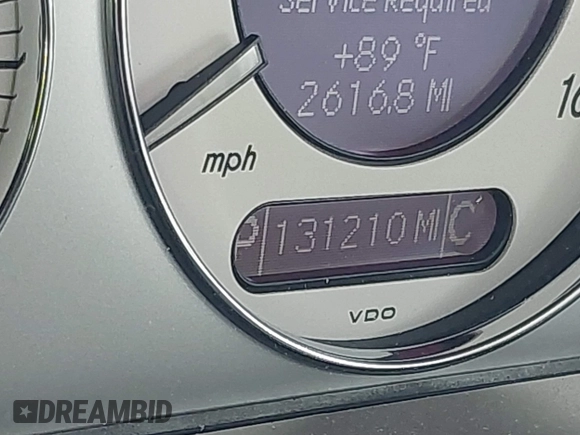 Service Required
+89 °F
2616.8 MI
mph
P 131210 MI C
VDO
DREAMBID